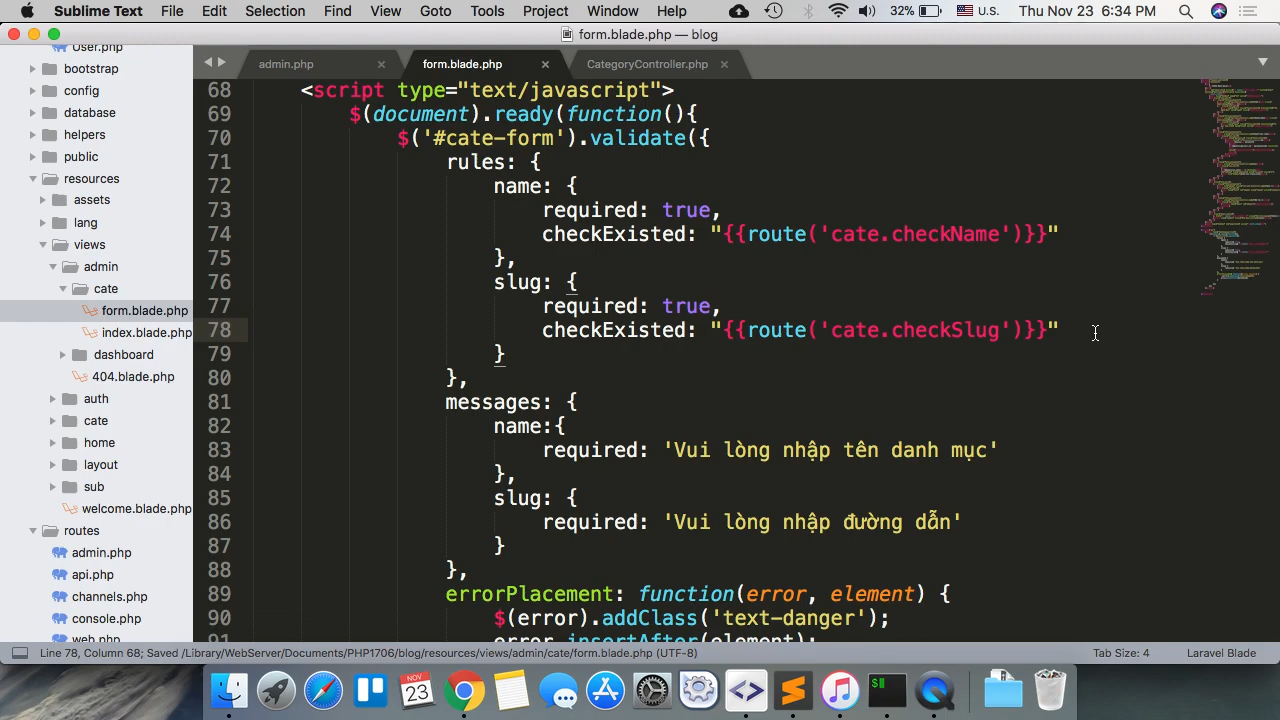 Sublime Text File Edit Selection Find View Goto Tools Project Window Help 32% U.S. Thu Nov 23 6:34 PM
form.blade.php — blog
User.php
bootstrap
config
database
helpers
public
resources
assets
lang
views
admin
cate
form.blade.php
index.blade.php
dashboard
404.blade.php
auth
cate
home
layout
sub
welcome.blade.php
routes
admin.php
api.php
channels.php
console.php
web.php
admin.php form.blade.php CategoryController.php
68 <script type="text/javascript">
69 $(document).ready(function(){
70 $('#cate-form').validate({
71 rules: {
72 name: {
73 required: true,
74 checkExisted: "{{route('cate.checkName')}}"
75 },
76 slug: {
77 required: true,
78 checkExisted: "{{route('cate.checkSlug')}}"
79 }
80 },
81 messages: {
82 name:{
83 required: 'Vui lòng nhập tên danh mục'
84 },
85 slug: {
86 required: 'Vui lòng nhập đường dẫn'
87 }
88 },
89 errorPlacement: function(error, element) {
90 $(error).addClass('text-danger');
91 error.insertAfter(element);
Line 78, Column 68; Saved /Library/WebServer/Documents/PHP1706/blog/resources/views/admin/cate/form.blade.php (UTF-8) Tab Size: 4 Laravel Blade
NOV
23